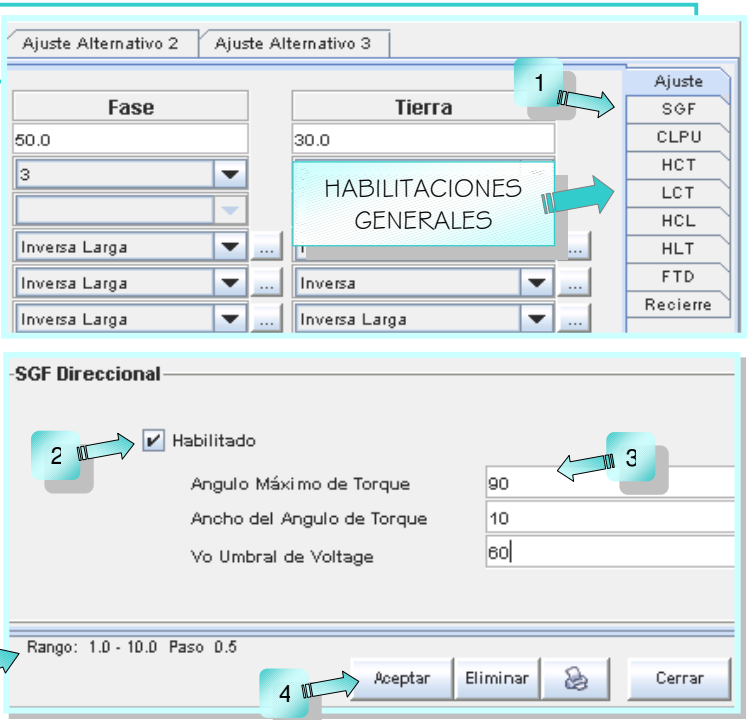 Ajuste Alternativo 2 Ajuste Alternativo 3
1
Ajuste
SGF
CLPU
HCT
LCT
HCL
HLT
FTD
Recierre
Fase Tierra
50.0 30.0
3
HABILITACIONES
GENERALES
Inversa Larga ... ...
Inversa Larga ... Inversa ...
Inversa Larga ... Inversa Larga ...
SGF Direccional
2 Habilitado 3
Angulo Máximo de Torque 90
Ancho del Angulo de Torque 10
Vo Umbral de Voltage 60
Rango: 1.0 - 10.0 Paso 0.5
4 Aceptar Eliminar Cerrar